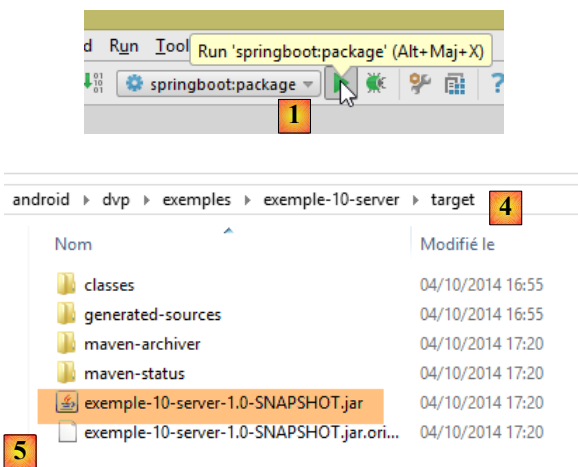 d Run Tool
Run 'springboot:package' (Alt+Maj+X)
springboot:package
?
1
android dvp exemples exemple-10-server target
4
Nom Modifié le
classes 04/10/2014 16:55
generated-sources 04/10/2014 16:55
maven-archiver 04/10/2014 17:20
maven-status 04/10/2014 17:20
exemple-10-server-1.0-SNAPSHOT.jar 04/10/2014 17:20
exemple-10-server-1.0-SNAPSHOT.jar.ori... 04/10/2014 17:20
5